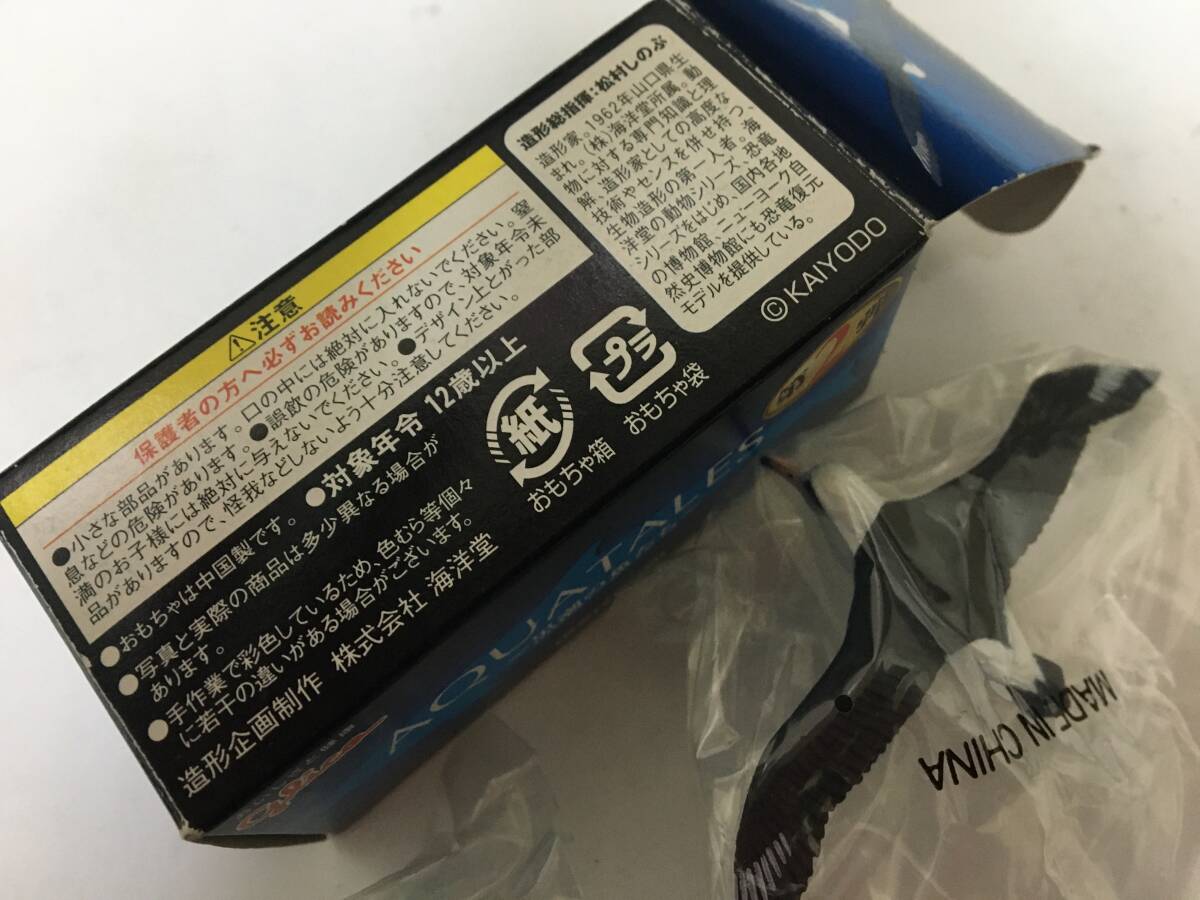 ⚠注意
保護者の方へ必ずお読みください
●小さな部品があります。口の中には絶対に入れないでください。窒
息などの危険があります。●誤飲の危険がありますので、対象年令未
満のお子様には絶対に与えないでください。●デザイン上とがった部
品がありますので、怪我などしないよう十分注意してください。
●おもちゃは中国製です。●対象年令 12歳以上
●写真と実際の商品は多少異なる場合が
あります。
●手作業で彩色しているため、色むら等個々
に若干の違いがある場合がございます。
造形企画制作 株式会社 海洋堂
紙
おもちゃ箱
プラ
おもちゃ袋
造形総指揮:松村しのぶ
造形家。1962年山口県生
まれ。(株)海洋堂所属。動
物に対する専門知識と理
解、造形家としての高度な
技術やセンスを併せ持つ、
生物造形の第一人者。海
洋堂の動物シリーズ、恐竜
シリーズをはじめ、国内各地
の博物館、ニューヨーク自
然史博物館にも恐竜復元
モデルを提供している。
©KAIYODO
AQUATALES
MADE IN CHINA